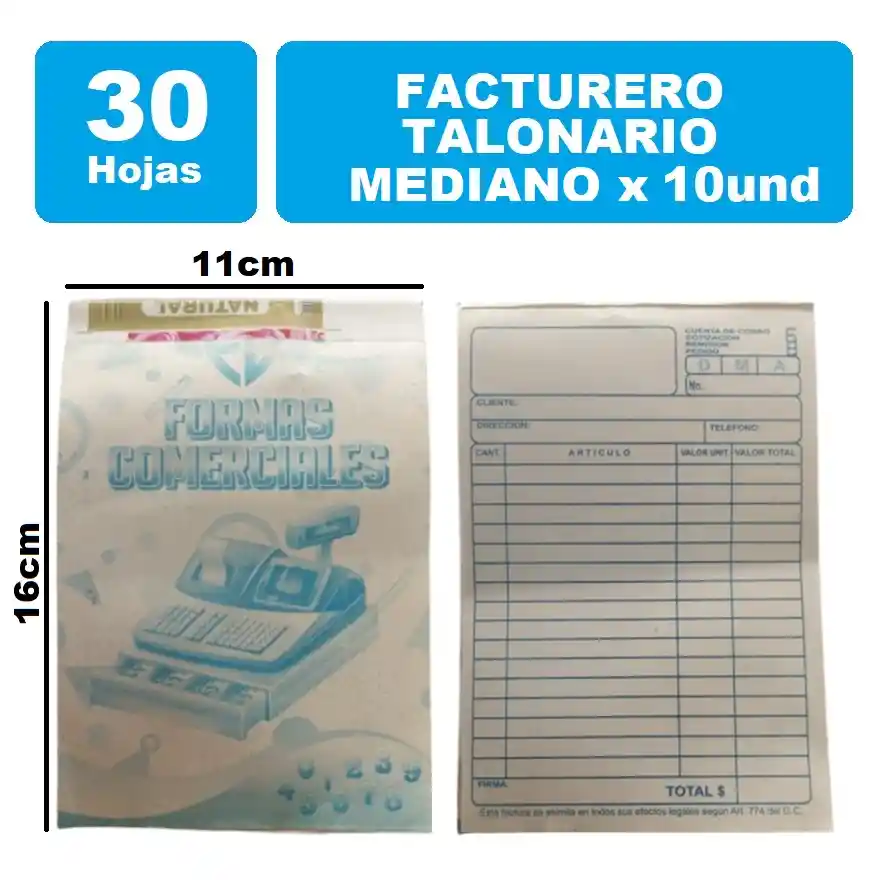 30
Hojas
FACTURERO
TALONARIO
MEDIANO x 10und
11cm
16cm
NATURAL
FORMAS
COMERCIALES
CUENTA DE COBRO
COTIZACION
REMISION
PEDIDO
D M A
No.
CLIENTE:
DIRECCION: TELEFONO:
CANT. ARTICULO VALOR UNIT. VALOR TOTAL
FIRMA:
TOTAL $
Esta factura se asimila en todos sus efectos legales según Art. 774 del C.C.